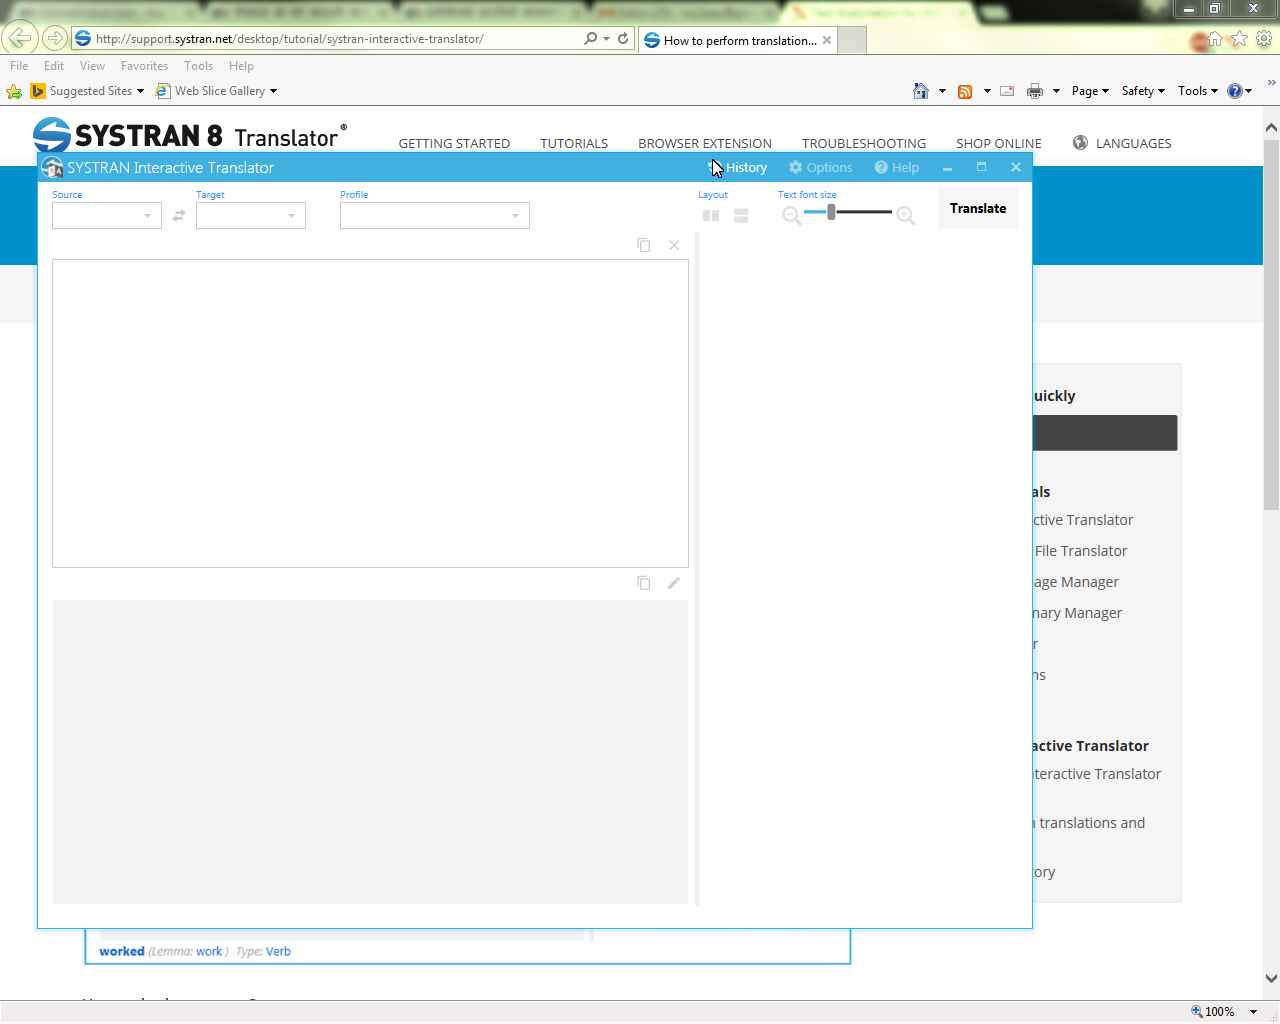 http://support.systran.net/desktop/tutorial/systran-interactive-translator/
How to perform translation...
File Edit View Favorites Tools Help
Suggested Sites Web Slice Gallery
Page Safety Tools
SYSTRAN 8 Translator®
GETTING STARTED TUTORIALS BROWSER EXTENSION TROUBLESHOOTING SHOP ONLINE LANGUAGES
SYSTRAN Interactive Translator
History Options Help
Source Target Profile Layout Text font size
Translate
uickly
als
ctive Translator
File Translator
age Manager
nary Manager
r
ns
active Translator
nteractive Translator
translations and
ory
worked (Lemma: work ) Type: Verb
100%